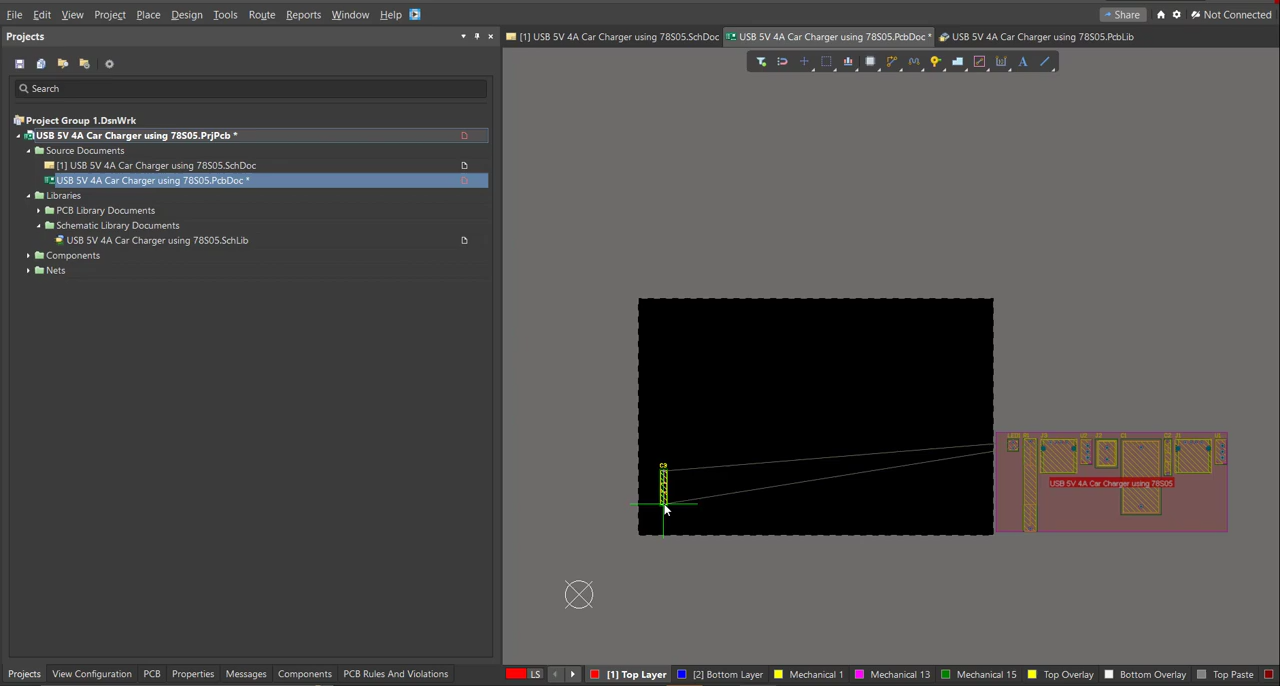 File Edit View Project Place Design Tools Route Reports Window Help
Share
Not Connected
Projects
[1] USB 5V 4A Car Charger using 78S05.SchDoc
USB 5V 4A Car Charger using 78S05.PcbDoc *
USB 5V 4A Car Charger using 78S05.PcbLib
Search
Project Group 1.DsnWrk
USB 5V 4A Car Charger using 78S05.PrjPcb *
Source Documents
[1] USB 5V 4A Car Charger using 78S05.SchDoc
USB 5V 4A Car Charger using 78S05.PcbDoc *
Libraries
PCB Library Documents
Schematic Library Documents
USB 5V 4A Car Charger using 78S05.SchLib
Components
Nets
C3
USB 5V 4A Car Charger using 78S05
Projects View Configuration PCB Properties Messages Components PCB Rules And Violations
LS
[1] Top Layer
[2] Bottom Layer
Mechanical 1
Mechanical 13
Mechanical 15
Top Overlay
Bottom Overlay
Top Paste